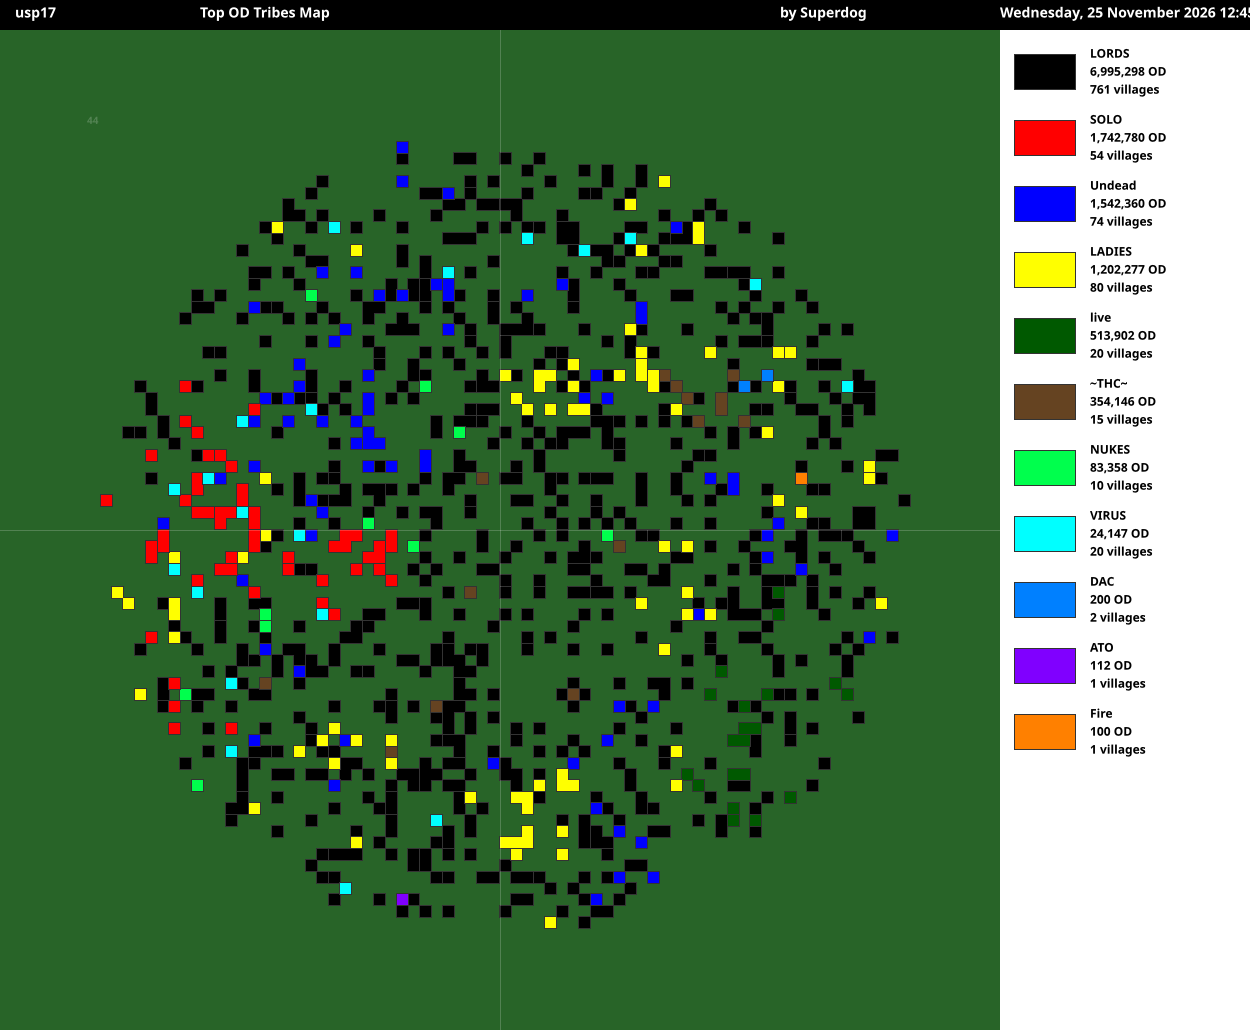 usp17 Top OD Tribes Map by Superdog Wednesday, 25 November 2026 12:45
44
LORDS
6,995,298 OD
761 villages
SOLO
1,742,780 OD
54 villages
Undead
1,542,360 OD
74 villages
LADIES
1,202,277 OD
80 villages
live
513,902 OD
20 villages
~THC~
354,146 OD
15 villages
NUKES
83,358 OD
10 villages
VIRUS
24,147 OD
20 villages
DAC
200 OD
2 villages
ATO
112 OD
1 villages
Fire
100 OD
1 villages